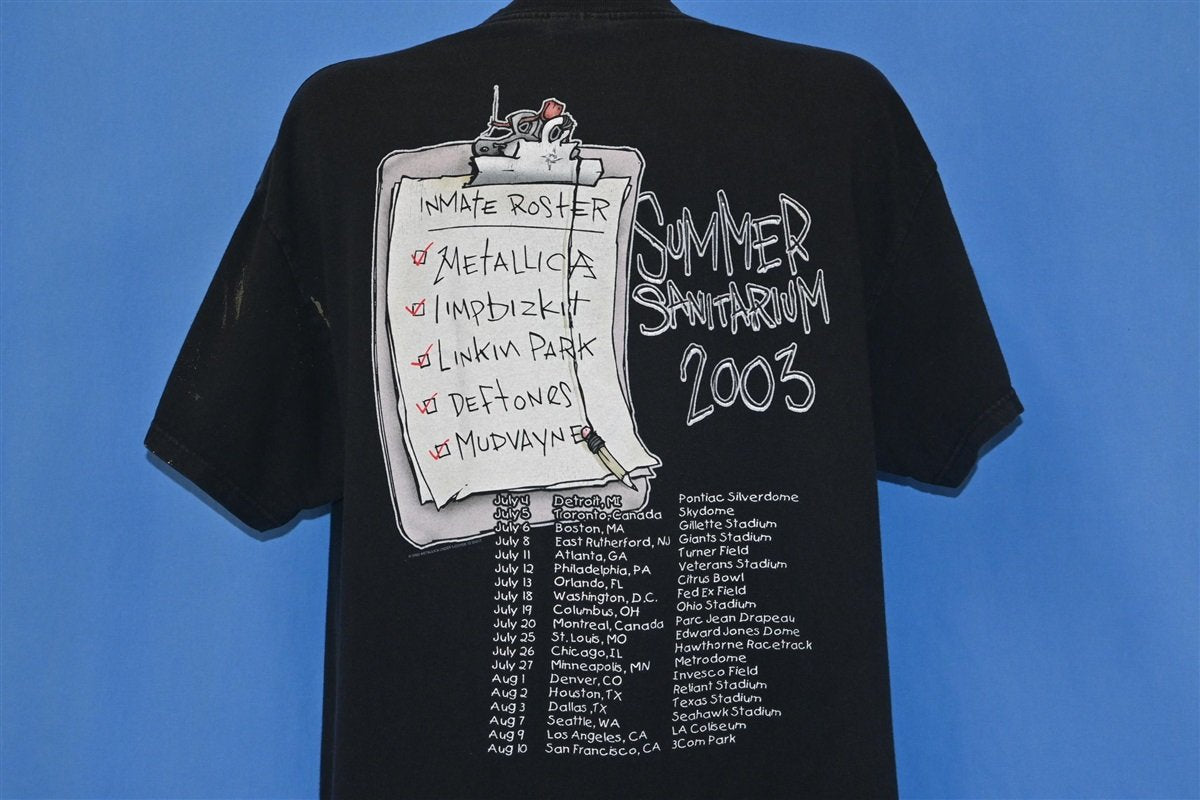 INMATE ROSTER
METALLICA
limpbizkit
LINKIN PARK
DEFTONES
MUDVAYNE
SUMMER
SANITARIUM
2003
July 4 Detroit, MI Pontiac Silverdome
July 5 Toronto, Canada Skydome
July 6 Boston, MA Gillette Stadium
July 8 East Rutherford, NJ Giants Stadium
July 11 Atlanta, GA Turner Field
July 12 Philadelphia, PA Veterans Stadium
July 13 Orlando, FL Citrus Bowl
July 18 Washington, D.C. Fed Ex Field
July 19 Columbus, OH Ohio Stadium
July 20 Montreal, Canada Parc Jean Drapeau
July 25 St. Louis, MO Edward Jones Dome
July 26 Chicago, IL Hawthorne Racetrack
July 27 Minneapolis, MN Metrodome
Aug 1 Denver, CO Invesco Field
Aug 2 Houston, TX Reliant Stadium
Aug 3 Dallas, TX Texas Stadium
Aug 7 Seattle, WA Seahawk Stadium
Aug 9 Los Angeles, CA LA Coliseum
Aug 10 San Francisco, CA 3Com Park